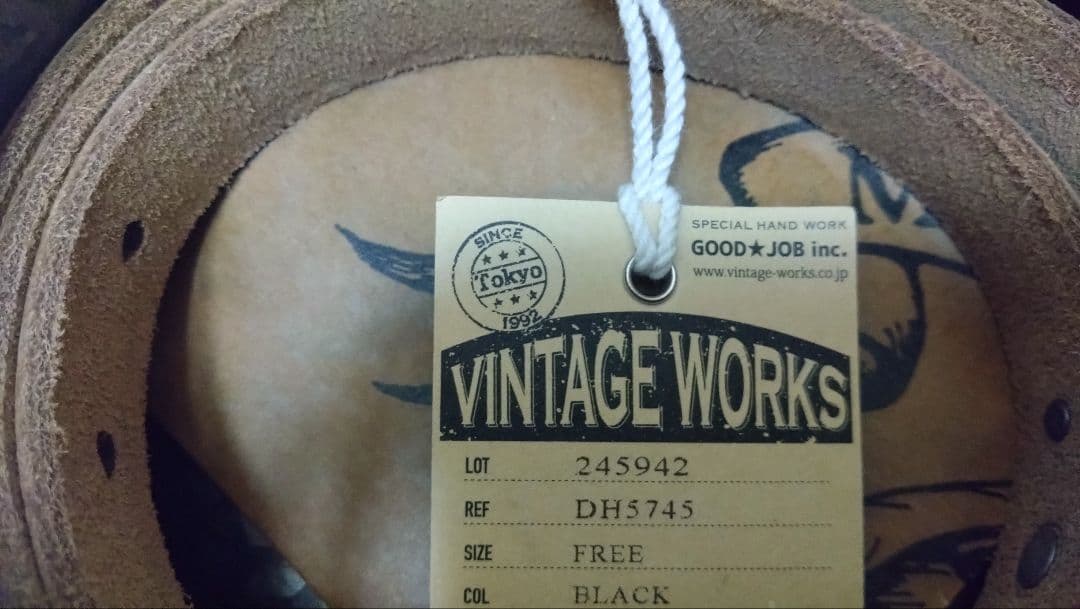 SINCE
Tokyo
1992
SPECIAL HAND WORK
GOOD★JOB inc.
www.vintage-works.co.jp
VINTAGE WORKS
LOT 245942
REF DH5745
SIZE FREE
COL BLACK